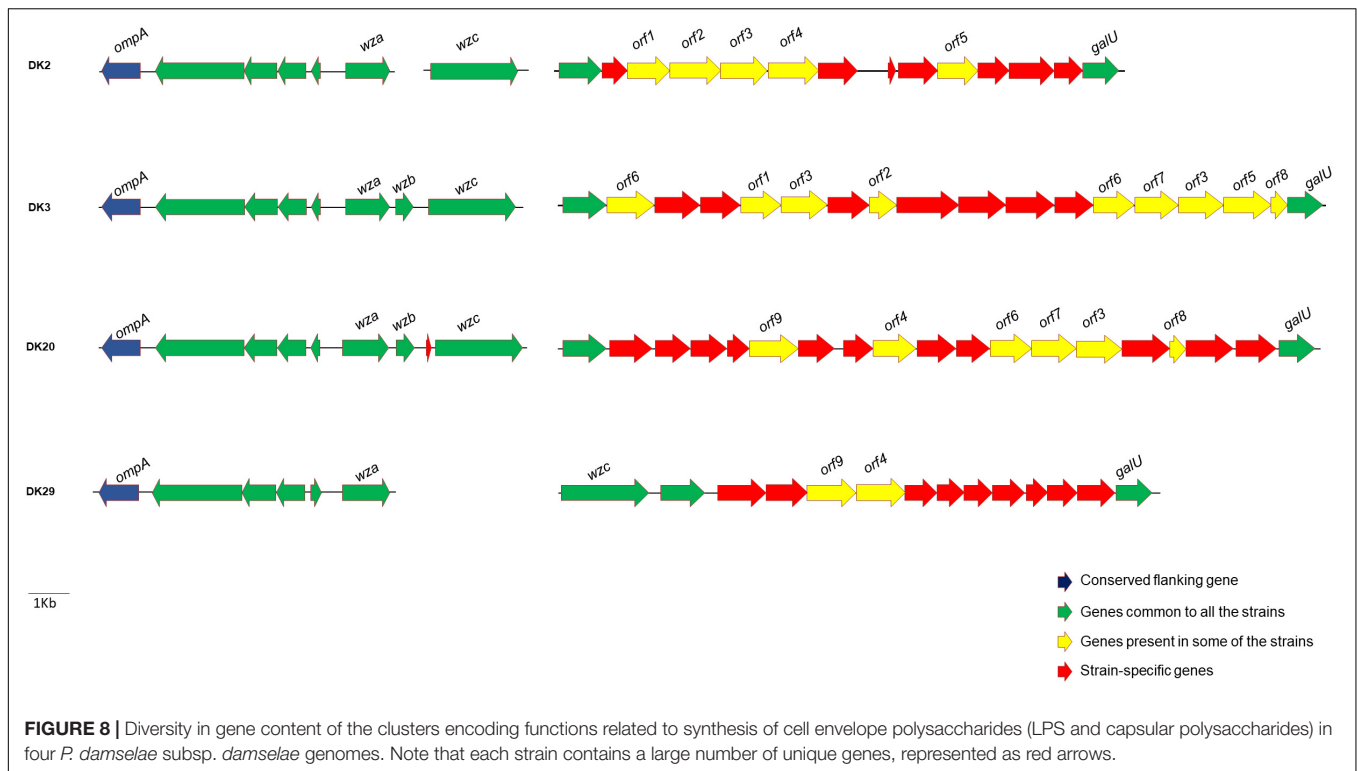 ompA wza wzc orf1 orf2 orf3 orf4 orf5 galU
DK2
ompA wza wzb wzc orf6 orf1 orf3 orf2 orf6 orf7 orf3 orf5 orf8 galU
DK3
ompA wza wzb wzc orf9 orf4 orf6 orf7 orf3 orf8 galU
DK20
ompA wza wzc orf9 orf4 galU
DK29
1Kb
Conserved flanking gene
Genes common to all the strains
Genes present in some of the strains
Strain-specific genes
FIGURE 8 | Diversity in gene content of the clusters encoding functions related to synthesis of cell envelope polysaccharides (LPS and capsular polysaccharides) in
four P. damselae subsp. damselae genomes. Note that each strain contains a large number of unique genes, represented as red arrows.